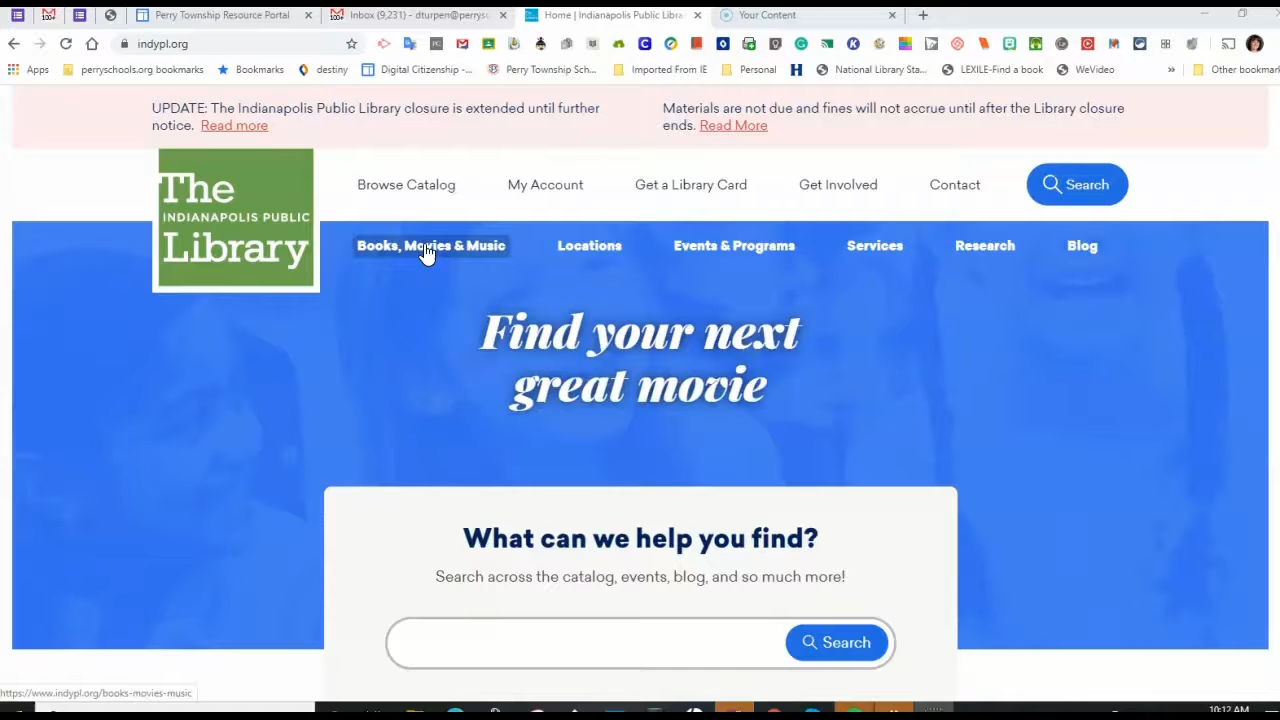 Perry Township Resource Portal
Inbox (9,231) - dturpen@perrysc
Home | Indianapolis Public Libra
Your Content
indypl.org
Apps
perryschools.org bookmarks
Bookmarks
destiny
Digital Citizenship -...
Perry Township Sch...
Imported From IE
Personal
National Library Sta...
LEXILE-Find a book
WeVideo
»
Other bookmar
UPDATE: The Indianapolis Public Library closure is extended until further
notice. Read more
Materials are not due and fines will not accrue until after the Library closure
ends. Read More
The
INDIANAPOLIS PUBLIC
Library
Browse Catalog
My Account
Get a Library Card
Get Involved
Contact
Search
Books, Movies & Music
Locations
Events & Programs
Services
Research
Blog
Find your next
great movie
What can we help you find?
Search across the catalog, events, blog, and so much more!
Search
https://www.indypl.org/books-movies-music
10:12 AM